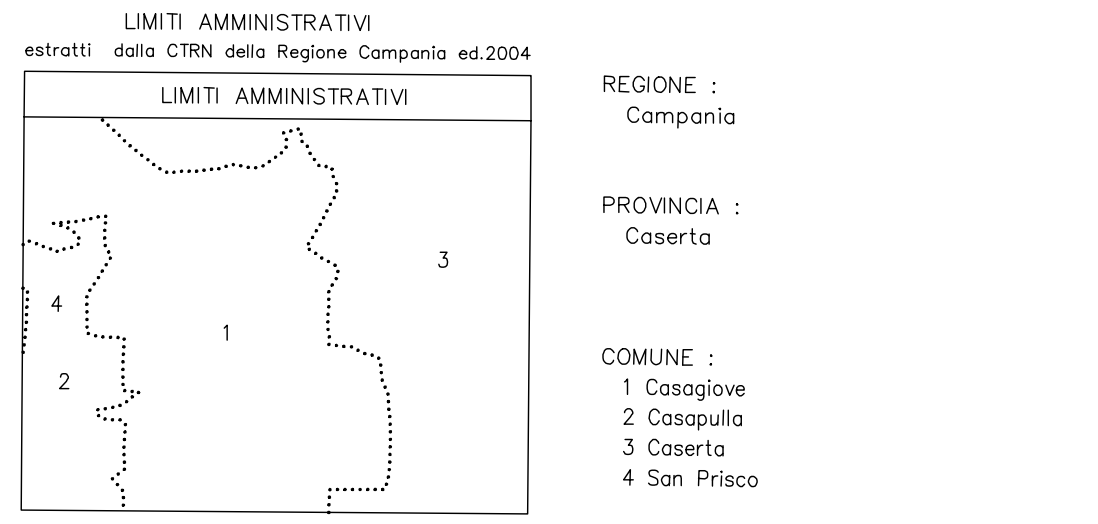 LIMITI AMMINISTRATIVI
estratti dalla CTRN della Regione Campania ed.2004
LIMITI AMMINISTRATIVI
3
4
1
2
REGIONE :
Campania
PROVINCIA :
Caserta
COMUNE :
1 Casagiove
2 Casapulla
3 Caserta
4 San Prisco